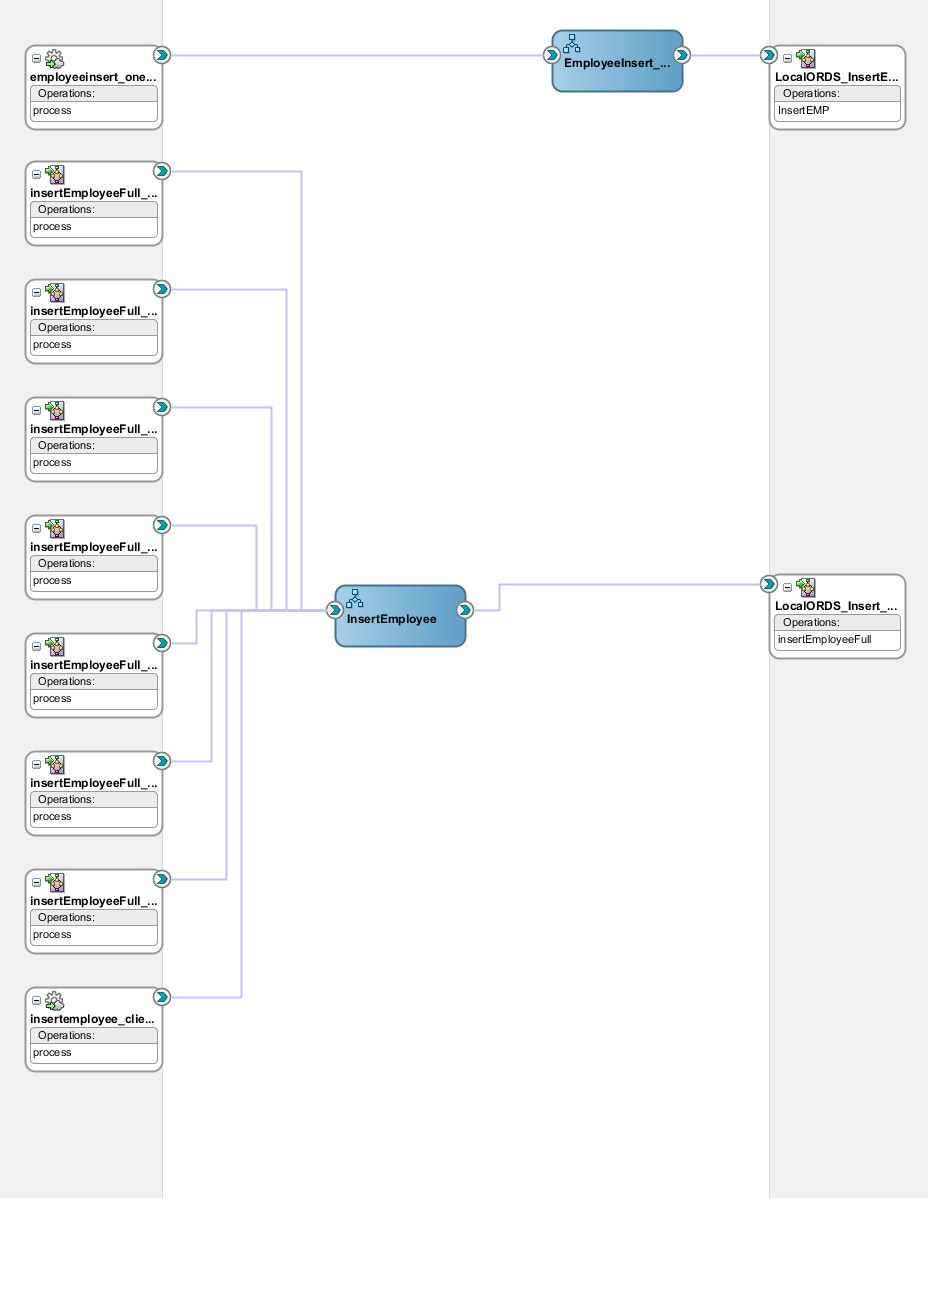 employeeinsert_one...
Operations:
process
EmployeeInsert_...
LocalORDS_InsertE...
Operations:
InsertEMP
insertEmployeeFull_...
Operations:
process
insertEmployeeFull_...
Operations:
process
insertEmployeeFull_...
Operations:
process
insertEmployeeFull_...
Operations:
process
InsertEmployee
LocalORDS_Insert_...
Operations:
insertEmployeeFull
insertEmployeeFull_...
Operations:
process
insertEmployeeFull_...
Operations:
process
insertEmployeeFull_...
Operations:
process
insertemployee_clie...
Operations:
process